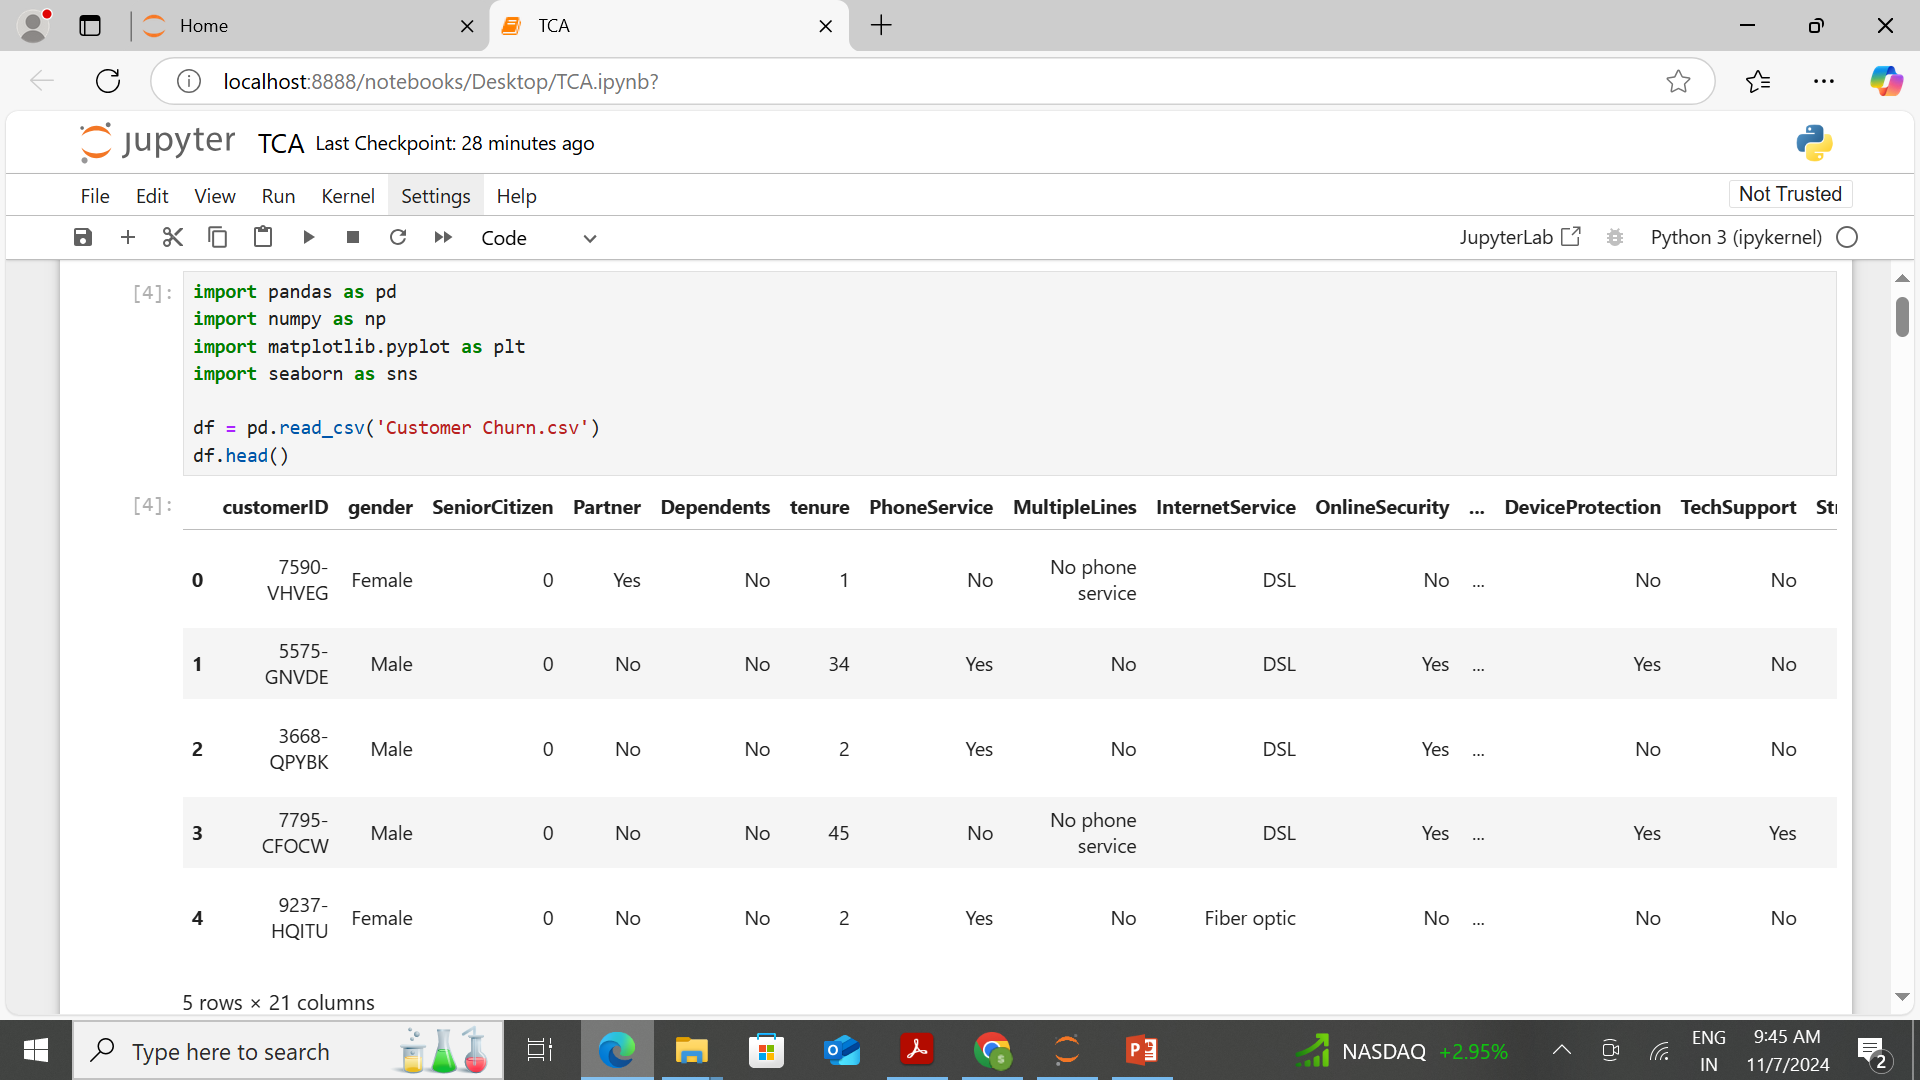 Home
TCA
localhost:8888/notebooks/Desktop/TCA.ipynb?
jupyter TCA Last Checkpoint: 28 minutes ago
File Edit View Run Kernel Settings Help
Not Trusted
Code
JupyterLab
Python 3 (ipykernel)
[4]:
import pandas as pd
import numpy as np
import matplotlib.pyplot as plt
import seaborn as sns
df = pd.read_csv('Customer Churn.csv')
df.head()
[4]:
customerID gender SeniorCitizen Partner Dependents tenure PhoneService MultipleLines InternetService OnlineSecurity ... DeviceProtection TechSupport Str
0 7590-VHVEG Female 0 Yes No 1 No No phone service DSL No ... No No
1 5575-GNVDE Male 0 No No 34 Yes No DSL Yes ... Yes No
2 3668-QPYBK Male 0 No No 2 Yes No DSL Yes ... No No
3 7795-CFOCW Male 0 No No 45 No No phone service DSL Yes ... Yes Yes
4 9237-HQITU Female 0 No No 2 Yes No Fiber optic No ... No No
5 rows × 21 columns
Type here to search
NASDAQ +2.95%
ENG
IN
9:45 AM
11/7/2024
2